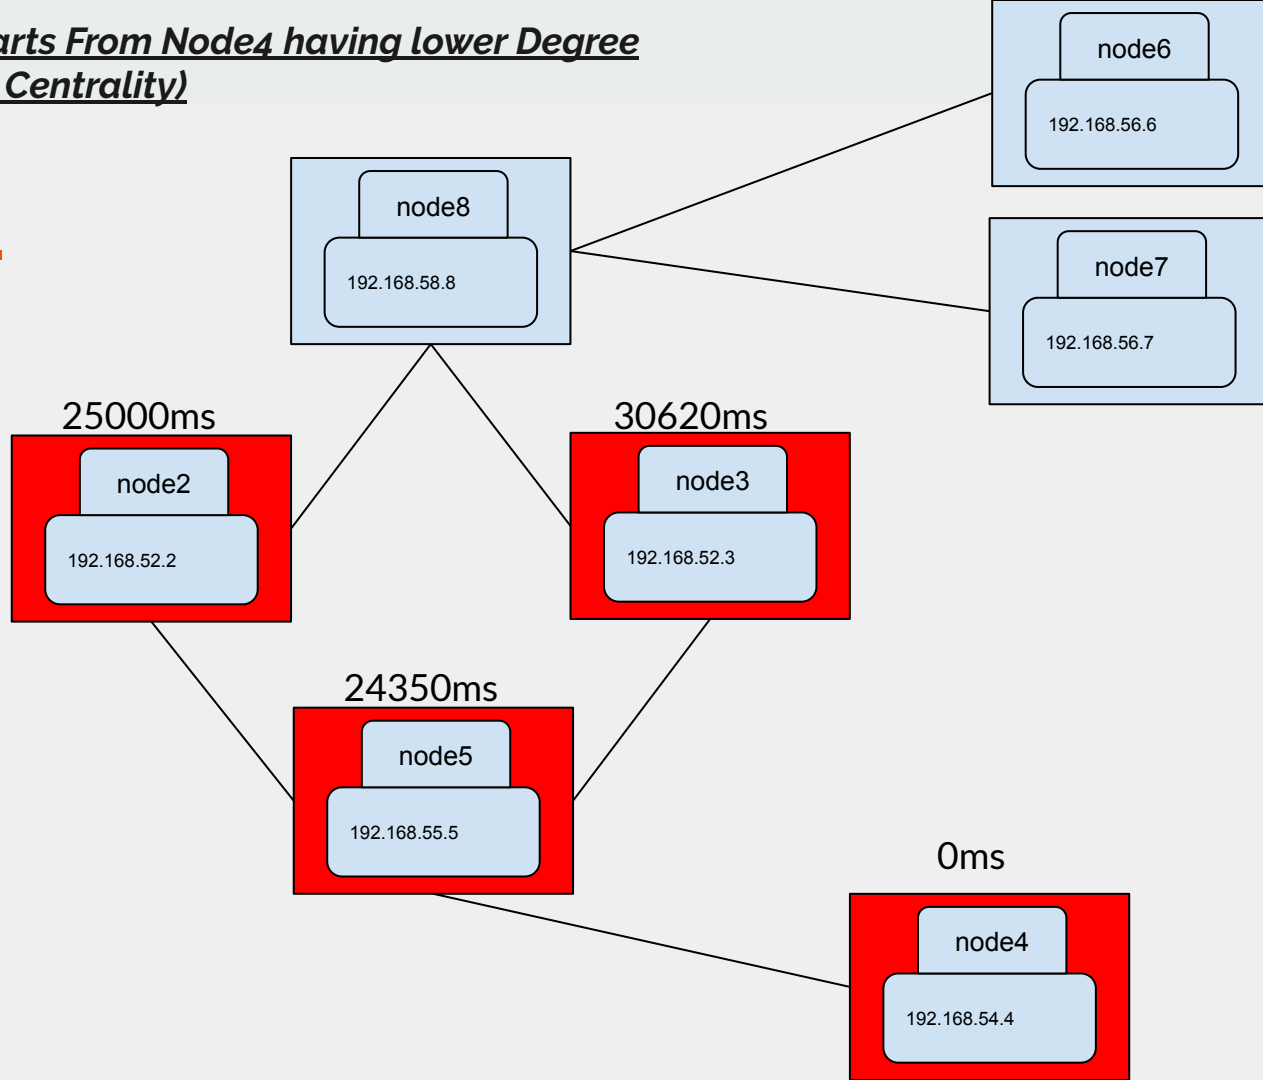 From Node4 having lower Degree
Centrality)
node6
192.168.56.6
node8
192.168.58.8
node7
192.168.56.7
25000ms
30620ms
node2
192.168.52.2
node3
192.168.52.3
24350ms
node5
192.168.55.5
0ms
node4
192.168.54.4